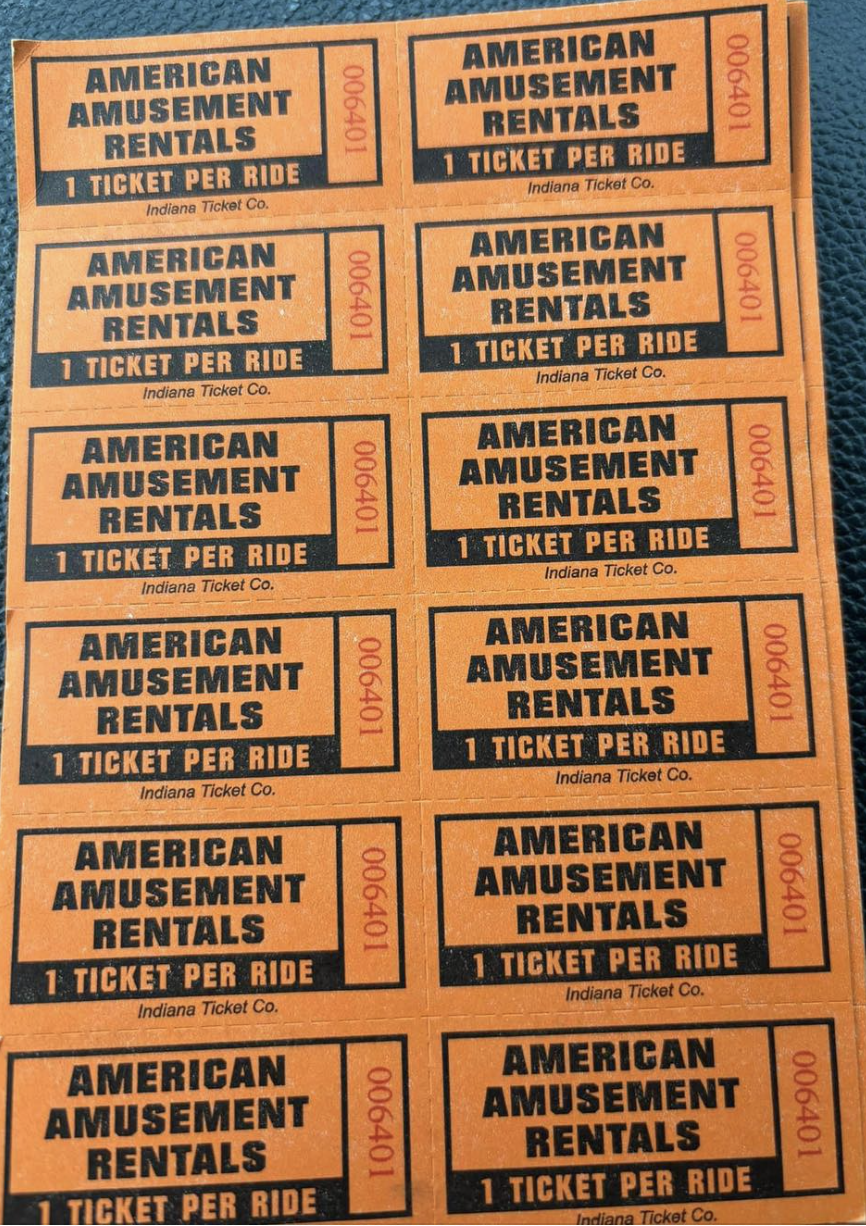 AMERICAN
AMUSEMENT
RENTALS
1 TICKET PER RIDE
006401
Indiana Ticket Co.
AMERICAN
AMUSEMENT
RENTALS
1 TICKET PER RIDE
006401
Indiana Ticket Co.
AMERICAN
AMUSEMENT
RENTALS
1 TICKET PER RIDE
006401
Indiana Ticket Co.
AMERICAN
AMUSEMENT
RENTALS
1 TICKET PER RIDE
006401
Indiana Ticket Co.
AMERICAN
AMUSEMENT
RENTALS
1 TICKET PER RIDE
006401
Indiana Ticket Co.
AMERICAN
AMUSEMENT
RENTALS
1 TICKET PER RIDE
006401
Indiana Ticket Co.
AMERICAN
AMUSEMENT
RENTALS
1 TICKET PER RIDE
006401
Indiana Ticket Co.
AMERICAN
AMUSEMENT
RENTALS
1 TICKET PER RIDE
006401
Indiana Ticket Co.
AMERICAN
AMUSEMENT
RENTALS
1 TICKET PER RIDE
006401
Indiana Ticket Co.
AMERICAN
AMUSEMENT
RENTALS
1 TICKET PER RIDE
006401
Indiana Ticket Co.
AMERICAN
AMUSEMENT
RENTALS
1 TICKET PER RIDE
006401
AMERICAN
AMUSEMENT
RENTALS
1 TICKET PER RIDE
006401
Indiana Ticket Co.